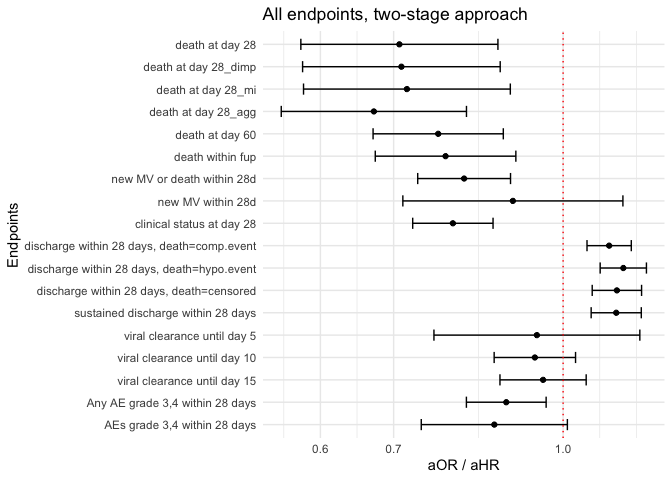 All endpoints, two-stage approach
Endpoints
death at day 28
death at day 28_dimp
death at day 28_mi
death at day 28_agg
death at day 60
death within fup
new MV or death within 28d
new MV within 28d
clinical status at day 28
discharge within 28 days, death=comp.event
discharge within 28 days, death=hypo.event
discharge within 28 days, death=censored
sustained discharge within 28 days
viral clearance until day 5
viral clearance until day 10
viral clearance until day 15
Any AE grade 3,4 within 28 days
AEs grade 3,4 within 28 days
0.6 0.7 1.0
aOR / aHR